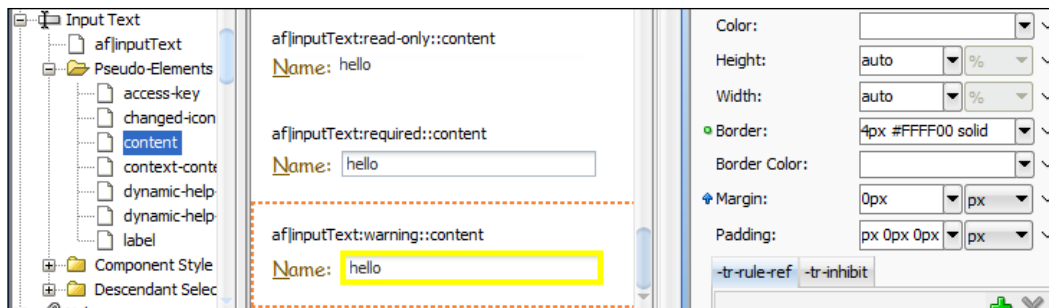 Input Text
af|inputText
Pseudo-Elements
access-key
changed-icon
content
context-conte
dynamic-help
dynamic-help
label
Component Style
Descendant Selec
af|inputText:read-only::content
Name: hello
af|inputText:required::content
Name: hello
af|inputText:warning::content
Name: hello
Color:
Height: auto %
Width: auto %
Border: 4px #FFFF00 solid
Border Color:
Margin: 0px px
Padding: px 0px 0px px
-tr-rule-ref -tr-inhibit